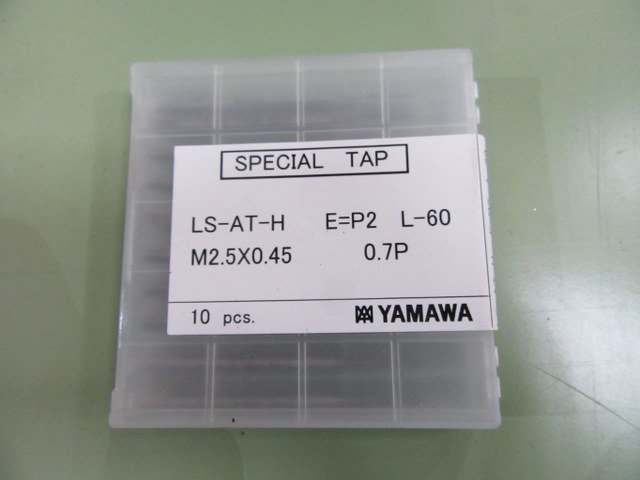 SPECIAL TAP
LS-AT-H E=P2 L-60
M2.5X0.45 0.7P
10 pcs. YAMAWA